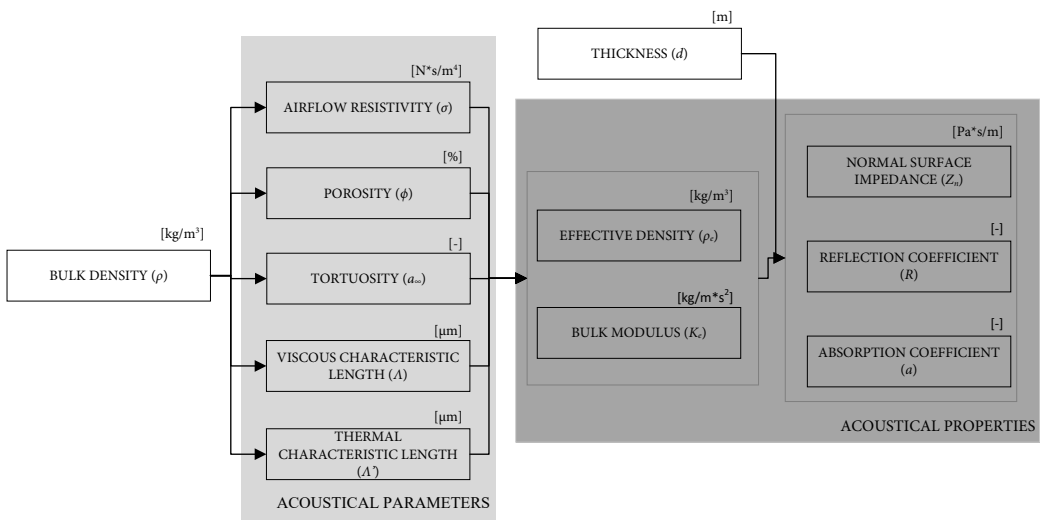 [kg/m³]
BULK DENSITY (ρ)
[N*s/m⁴]
AIRFLOW RESISTIVITY (σ)
[%]
POROSITY (ϕ)
[-]
TORTUOSITY (a∞)
[μm]
VISCOUS CHARACTERISTIC
LENGTH (Λ)
[μm]
THERMAL
CHARACTERISTIC LENGTH
(Λ')
ACOUSTICAL PARAMETERS
[m]
THICKNESS (d)
[kg/m³]
EFFECTIVE DENSITY (ρₑ)
[kg/m*s²]
BULK MODULUS (Kₑ)
[Pa*s/m]
NORMAL SURFACE
IMPEDANCE (Zₙ)
[-]
REFLECTION COEFFICIENT
(R)
[-]
ABSORPTION COEFFICIENT
(a)
ACOUSTICAL PROPERTIES